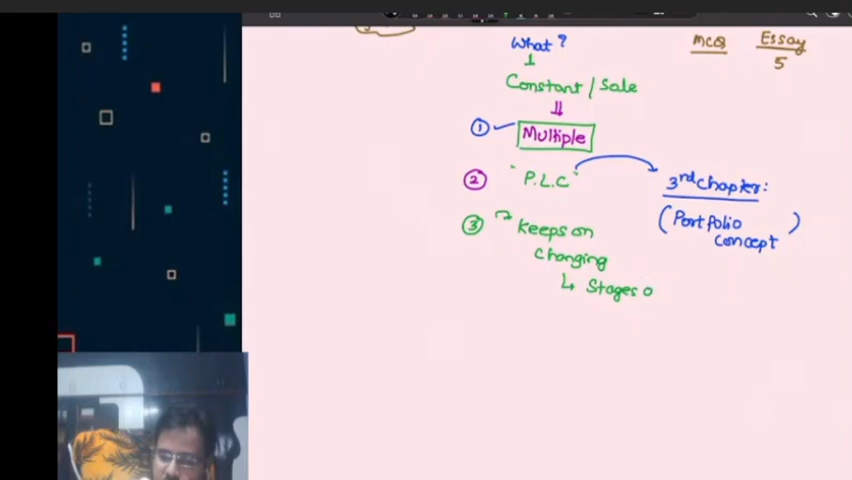 What ?
MCQ Essay
5
Constant / Sale
① Multiple
② "P.L.C"
3rd Chapter:
(Portfolio
concept)
③ Keeps on
changing
↳ Stages o